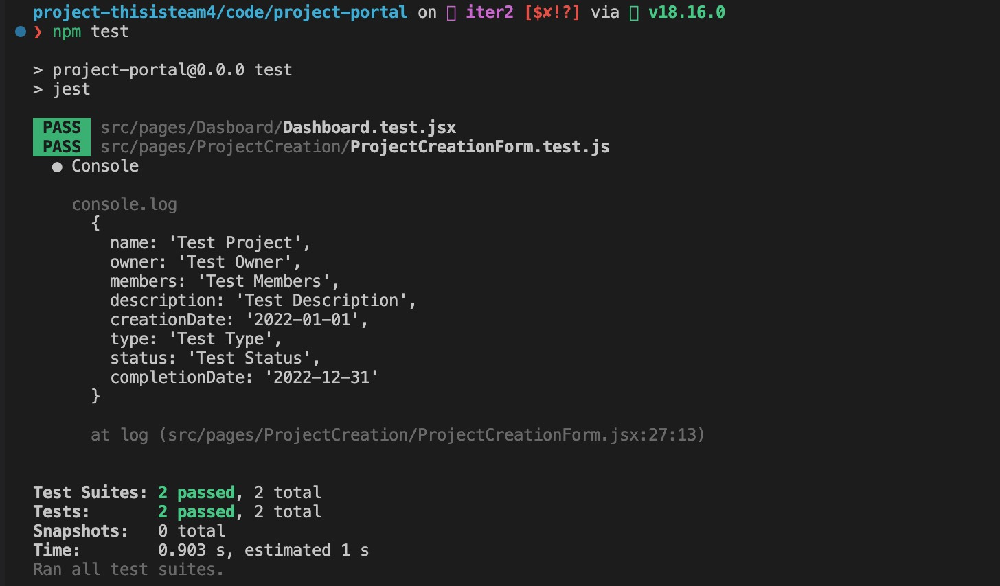 project-thisisteam4/code/project-portal on iter2 [$✘!?] via v18.16.0
❯ npm test
> project-portal@0.0.0 test
> jest
PASS src/pages/Dasboard/Dashboard.test.jsx
PASS src/pages/ProjectCreation/ProjectCreationForm.test.js
● Console
console.log
{
name: 'Test Project',
owner: 'Test Owner',
members: 'Test Members',
description: 'Test Description',
creationDate: '2022-01-01',
type: 'Test Type',
status: 'Test Status',
completionDate: '2022-12-31'
}
at log (src/pages/ProjectCreation/ProjectCreationForm.jsx:27:13)
Test Suites: 2 passed, 2 total
Tests: 2 passed, 2 total
Snapshots: 0 total
Time: 0.903 s, estimated 1 s
Ran all test suites.